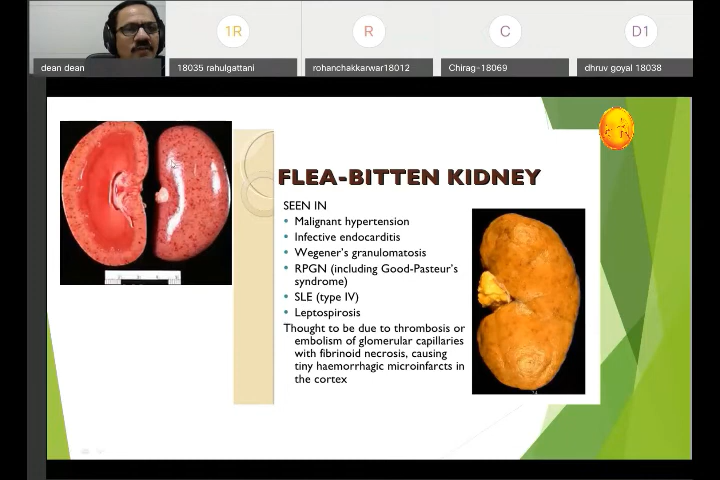 1R
R
C
D1
dean dean
18035 rahulgattani
rohanchakkarwar18012
Chirag-18069
dhruv goyal 18038
FLEA-BITTEN KIDNEY
SEEN IN
• Malignant hypertension
• Infective endocarditis
• Wegener's granulomatosis
• RPGN (including Good-Pasteur's
syndrome)
• SLE (type IV)
• Leptospirosis
Thought to be due to thrombosis or
embolism of glomerular capillaries
with fibrinoid necrosis, causing
tiny haemorrhagic microinfarcts in
the cortex